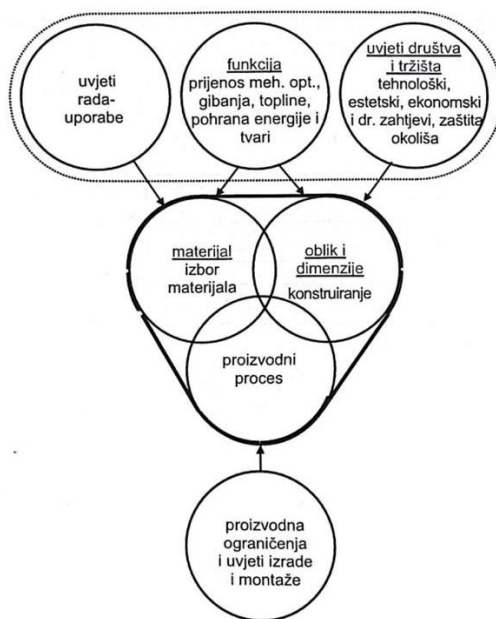 uvjeti
rada-
uporabe
funkcija
prijenos meh. opt.,
gibanja, topline,
pohrana energije i
tvari
uvjeti društva
i tržišta
tehnološki,
estetski, ekonomski
i dr. zahtjevi, zaštita
okoliša
materijal
izbor
materijala
oblik i
dimenzije
konstruiranje
proizvodni
proces
proizvodna
ograničenja
i uvjeti izrade
i montaže